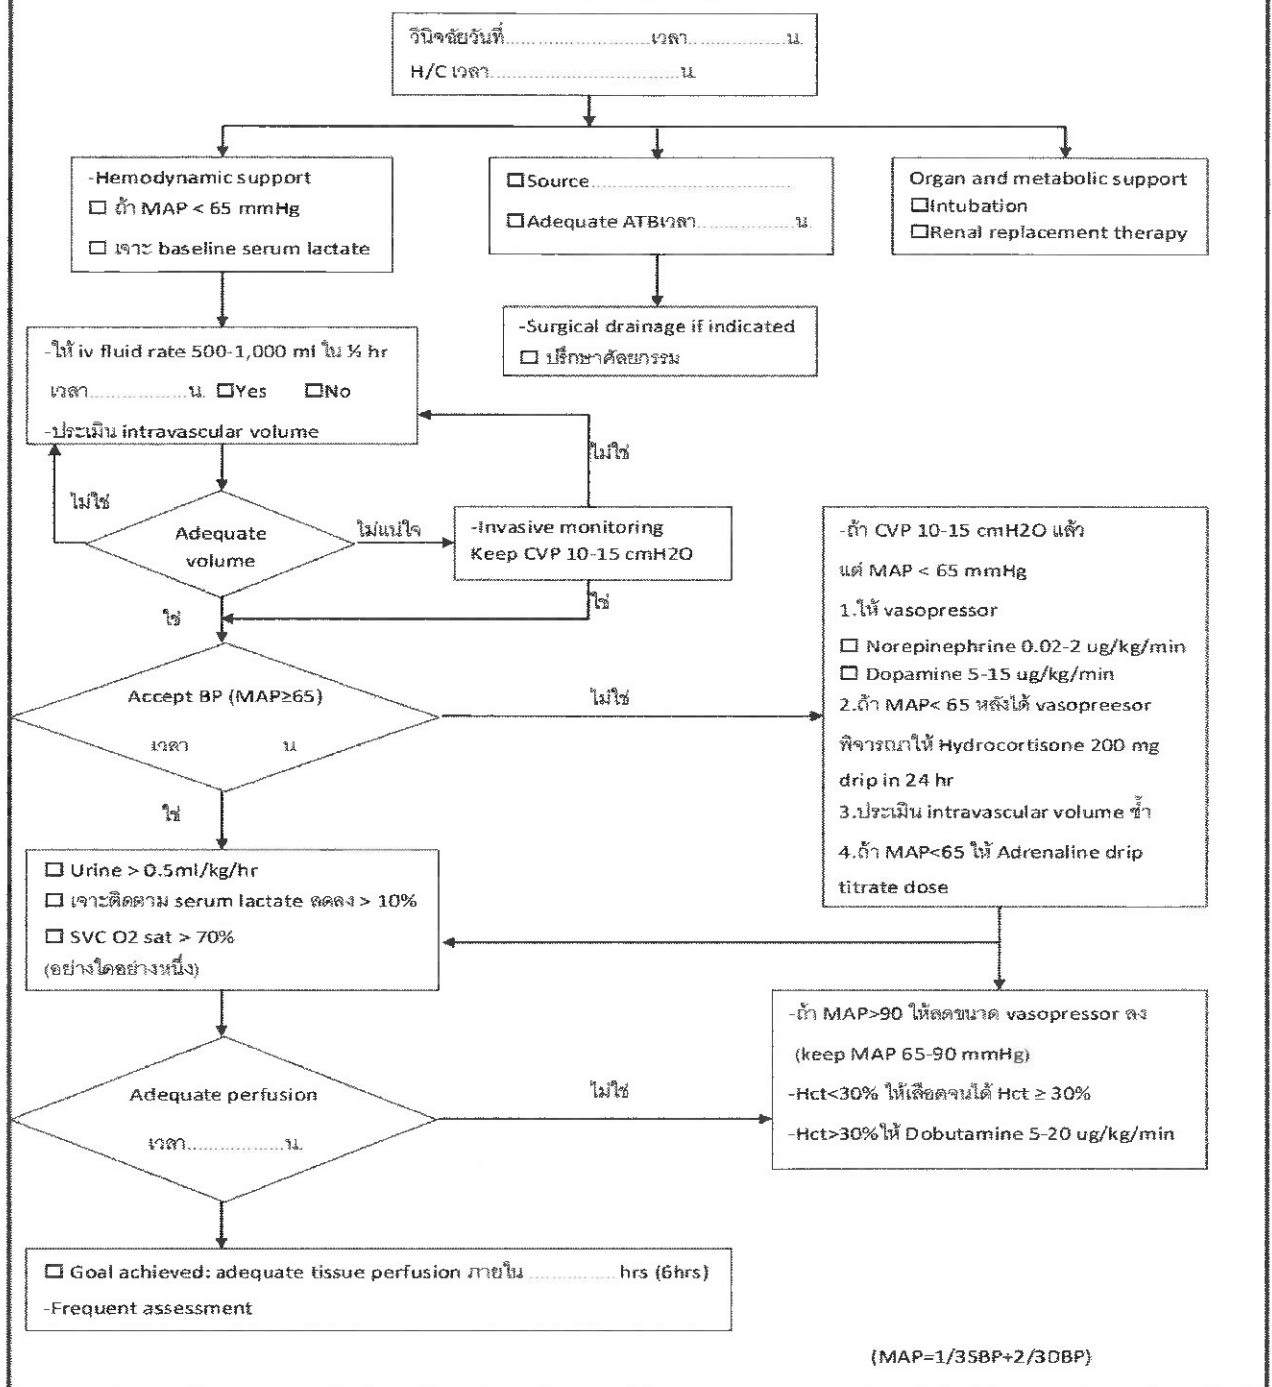 วินิจฉัยวันที่..............................เวลา....................น.
H/C เวลา........................................น.
-Hemodynamic support
☐ ถ้า MAP < 65 mmHg
☐ เจาะ baseline serum lactate
☐Source........................................
☐Adequate ATBเวลา....................น.
Organ and metabolic support
☐Intubation
☐Renal replacement therapy
-ให้ iv fluid rate 500-1,000 ml ใน ½ hr
เวลา....................น. ☐Yes ☐No
-ประเมิน intravascular volume
-Surgical drainage if indicated
☐ ปรึกษาศัลยกรรม
ไม่ใช่
ไม่ใช่
Adequate
volume
ไม่แน่ใจ
-Invasive monitoring
Keep CVP 10-15 cmH2O
ใช่
ใช่
-ถ้า CVP 10-15 cmH2O แล้ว
แต่ MAP < 65 mmHg
1.ให้ vasopressor
☐ Norepinephrine 0.02-2 ug/kg/min
☐ Dopamine 5-15 ug/kg/min
2.ถ้า MAP< 65 หลังได้ vasopreesor
พิจารณาให้ Hydrocortisone 200 mg
drip in 24 hr
3.ประเมิน intravascular volume ซ้ำ
4.ถ้า MAP<65 ให้ Adrenaline drip
titrate dose
Accept BP (MAP≥65)
เวลา น
ไม่ใช่
ใช่
☐ Urine > 0.5ml/kg/hr
☐ เจาะติดตาม serum lactate ลดลง > 10%
☐ SVC O2 sat > 70%
(อย่างใดอย่างหนึ่ง)
Adequate perfusion
เวลา....................น.
ไม่ใช่
-ถ้า MAP>90 ให้ลดขนาด vasopressor ลง
(keep MAP 65-90 mmHg)
-Hct<30% ให้เลือดจนได้ Hct ≥ 30%
-Hct>30%ให้ Dobutamine 5-20 ug/kg/min
☐ Goal achieved: adequate tissue perfusion ภายใน .................. hrs (6hrs)
-Frequent assessment
(MAP=1/3SBP+2/3DBP)